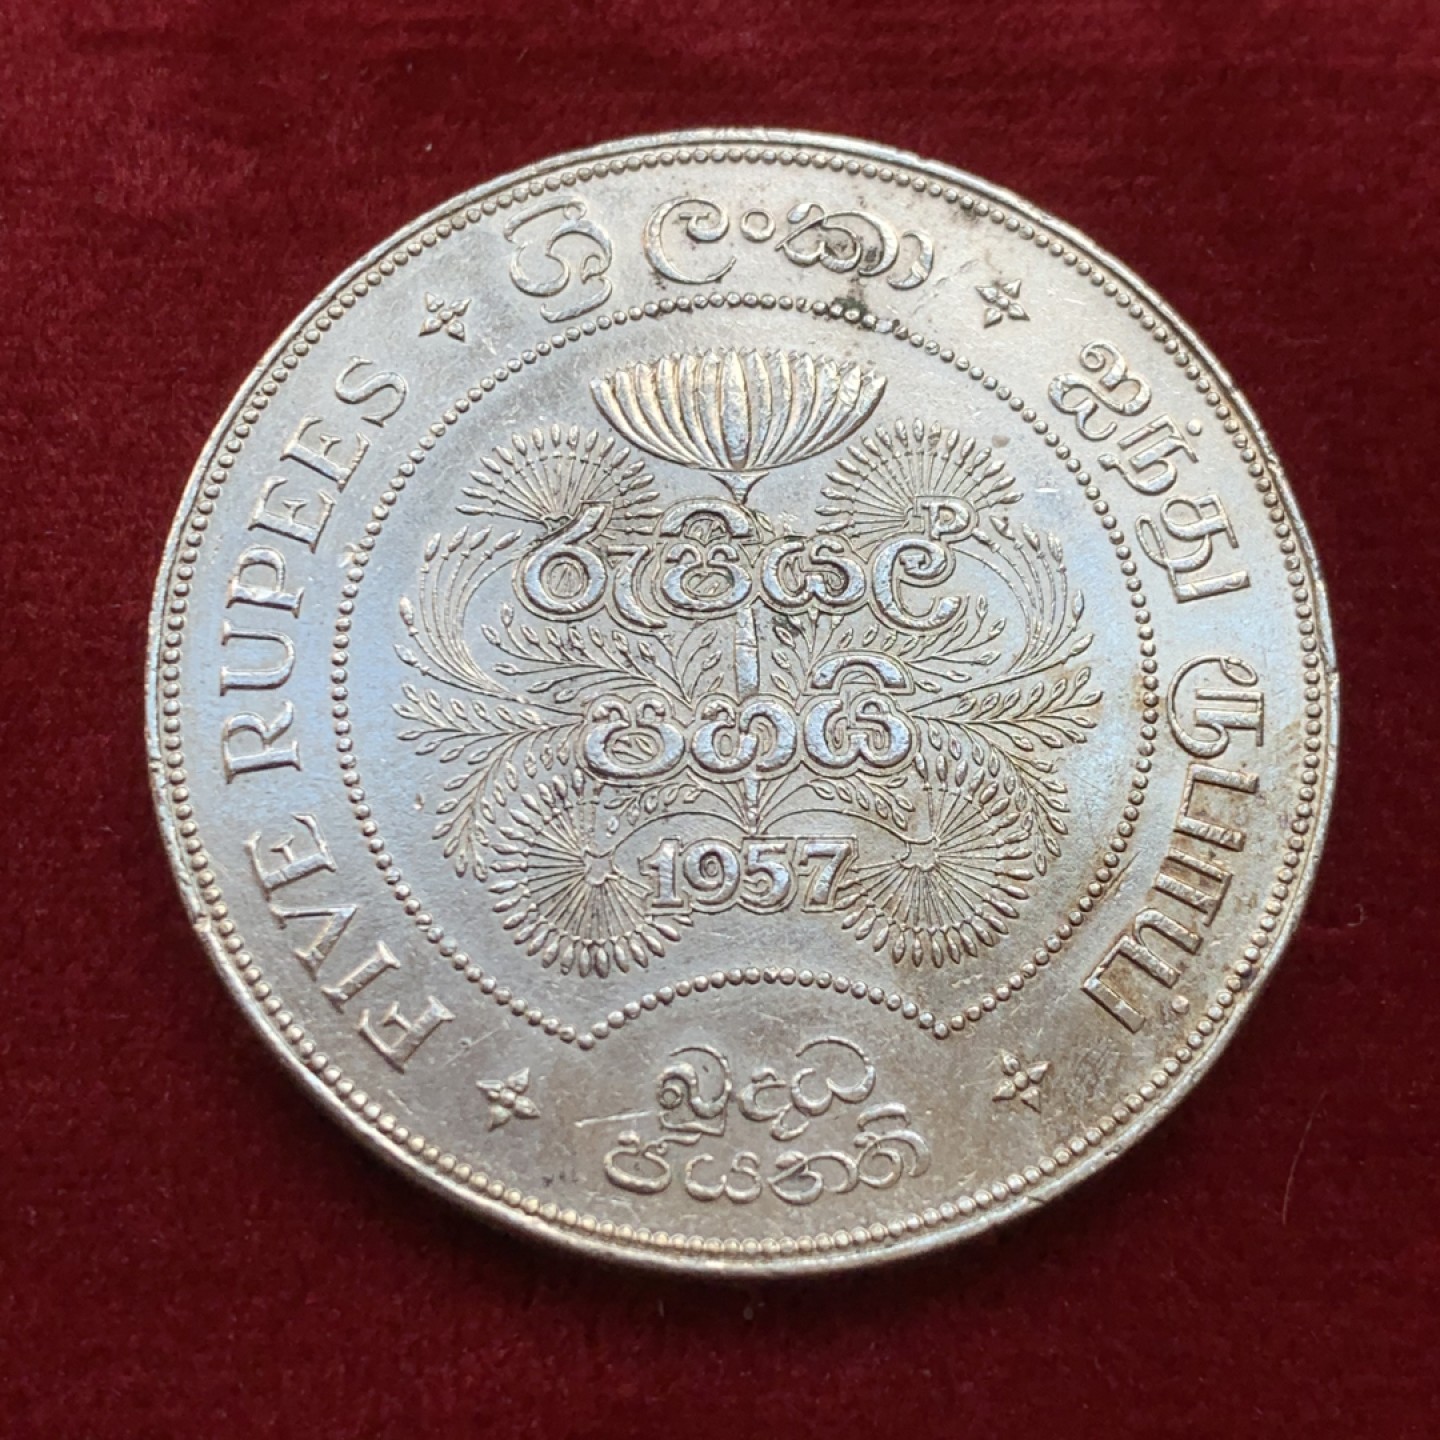 ශ්‍රී ලංකා
ஐந்து ரூபாய்
FIVE RUPEES
රුපියල්
පහයි
1957
බුද්ධ
ජයන්ති